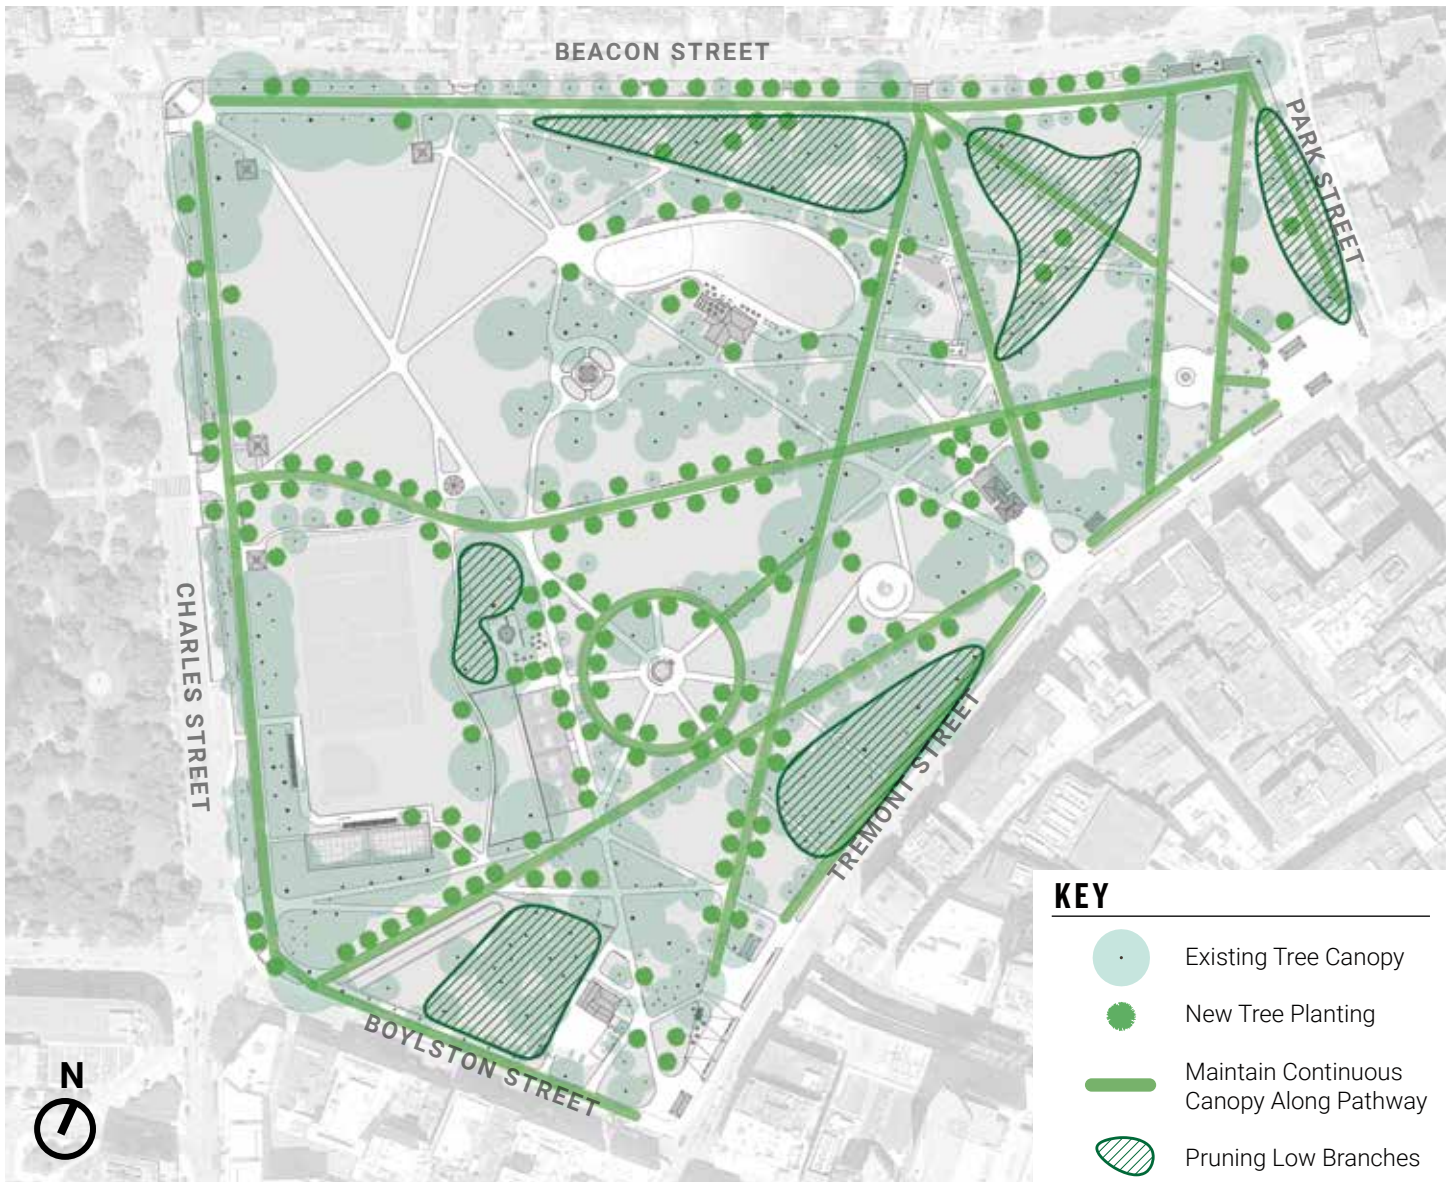 BEACON STREET
PARK STREET
CHARLES STREET
TREMONT STREET
BOYLSTON STREET
N
KEY
Existing Tree Canopy
New Tree Planting
Maintain Continuous
Canopy Along Pathway
Pruning Low Branches